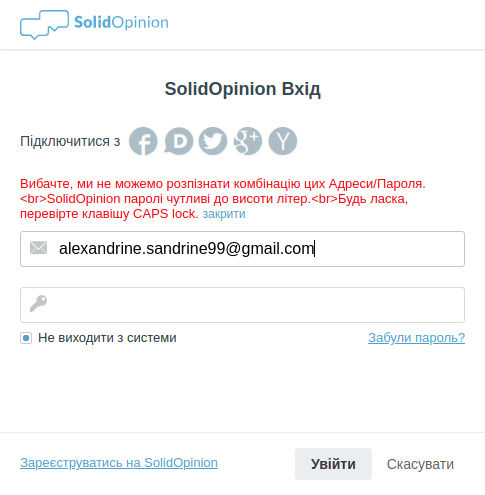 SolidOpinion
SolidOpinion Вхід
Підключитися з
Вибачте, ми не можемо розпізнати комбінацію цих Адреси/Пароля.
<br>SolidOpinion паролі чутливі до висоти літер.<br>Будь ласка,
перевірте клавішу CAPS lock. закрити
alexandrine.sandrine99@gmail.com
Не виходити з системи
Забули пароль?
Зареєструватись на SolidOpinion
Увійти
Скасувати